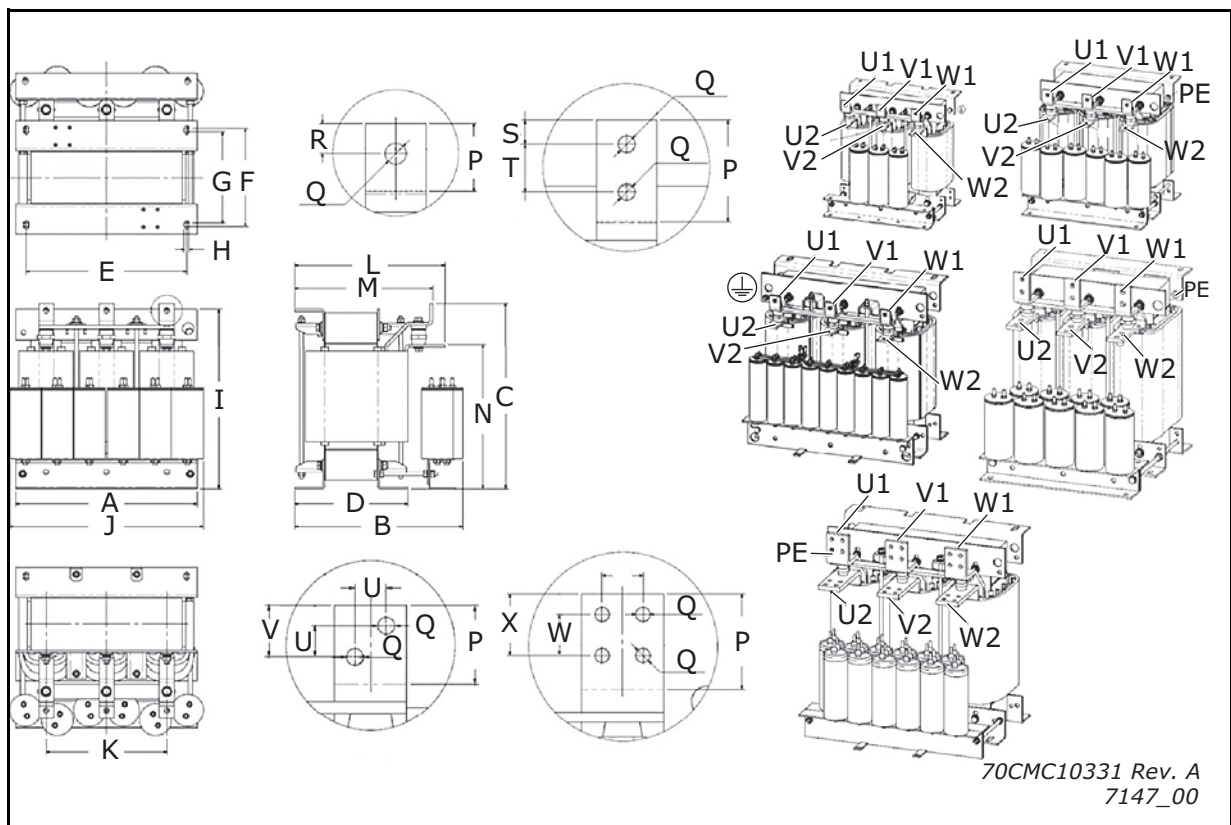 G F
H
E
R
P
Q
Q
S
T
Q
P
U1 V1 W1
U2
V2
W2
U1 V1 W1
PE
U2
V2
W2
L
M
I
C
N
A
J
D
B
U1
V1
W1
U2
V2
W2
U1
V1
W1
PE
U2
V2
W2
K
U
V
U
Q
Q
P
X
W
Q
Q
P
U1
V1
W1
PE
U2
V2
W2
70CMC10331 Rev. A
7147_00